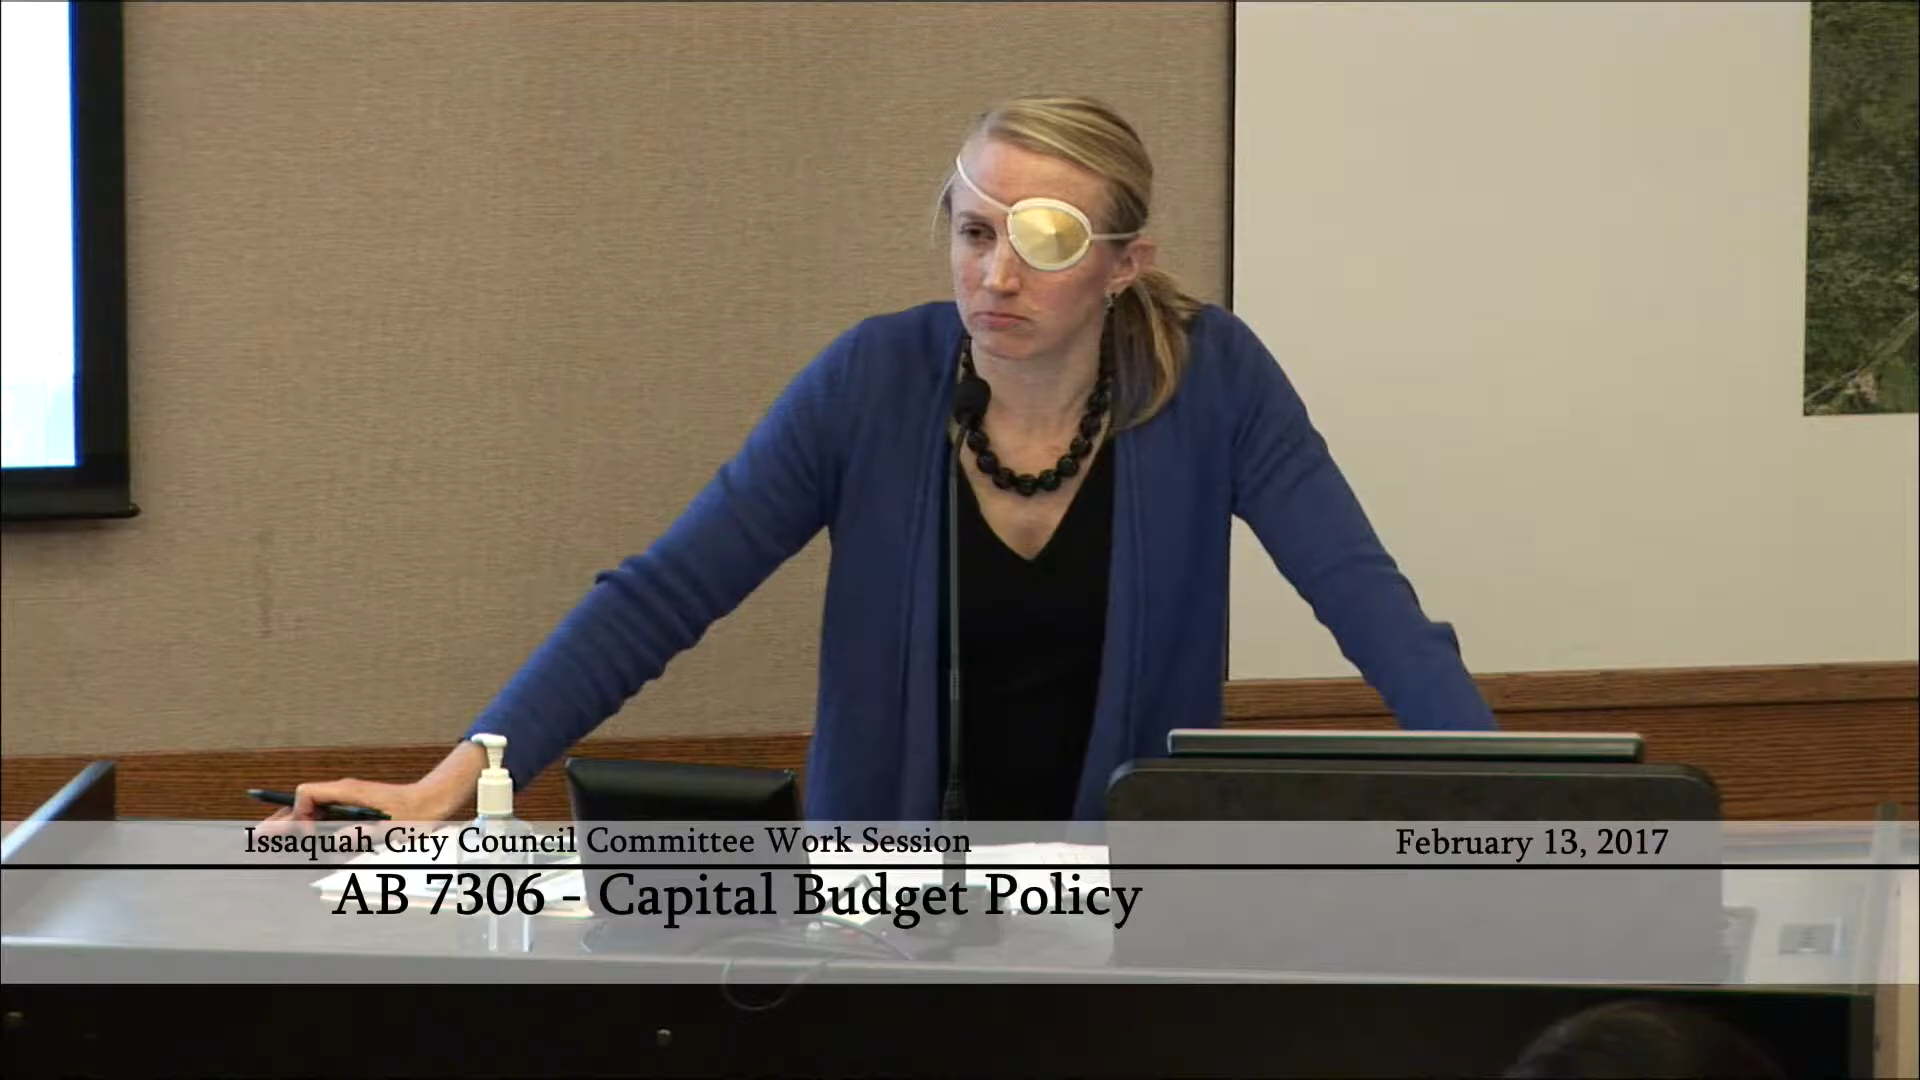 Issaquah City Council Committee Work Session
February 13, 2017
AB 7306 - Capital Budget Policy